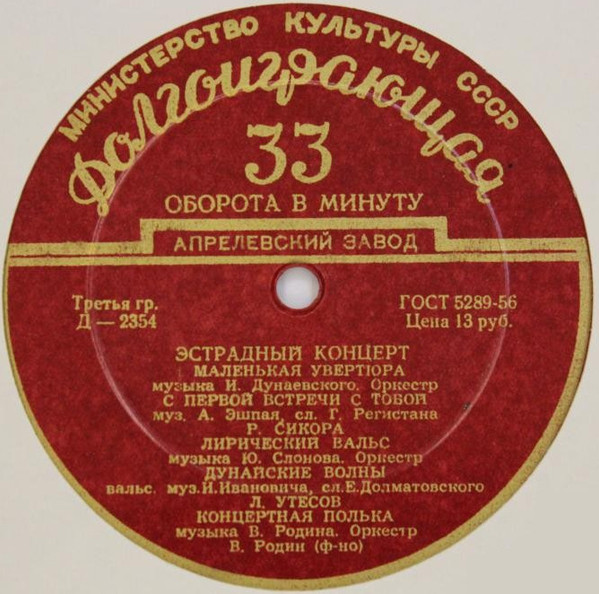 МИНИСТЕРСТВО КУЛЬТУРЫ СССР
Долгоиграющая
33
ОБОРОТА В МИНУТУ
АПРЕЛЕВСКИЙ ЗАВОД
Третья гр. ГОСТ 5289-56
Д — 2354 Цена 13 руб.
ЭСТРАДНЫЙ КОНЦЕРТ
МАЛЕНЬКАЯ УВЕРТЮРА
музыка И. Дунаевского. Оркестр
С ПЕРВОЙ ВСТРЕЧИ С ТОБОЙ
муз. А. Эшпая, сл. Г. Регистана
Р. СИКОРА
ЛИРИЧЕСКИЙ ВАЛЬС
музыка Ю. Слонова. Оркестр
ДУНАЙСКИЕ ВОЛНЫ
вальс. муз.И.Ивановича, сл.Е.Долматовского
Л. УТЕСОВ
КОНЦЕРТНАЯ ПОЛЬКА
музыка В. Родина. Оркестр
В. Родин (ф-но)